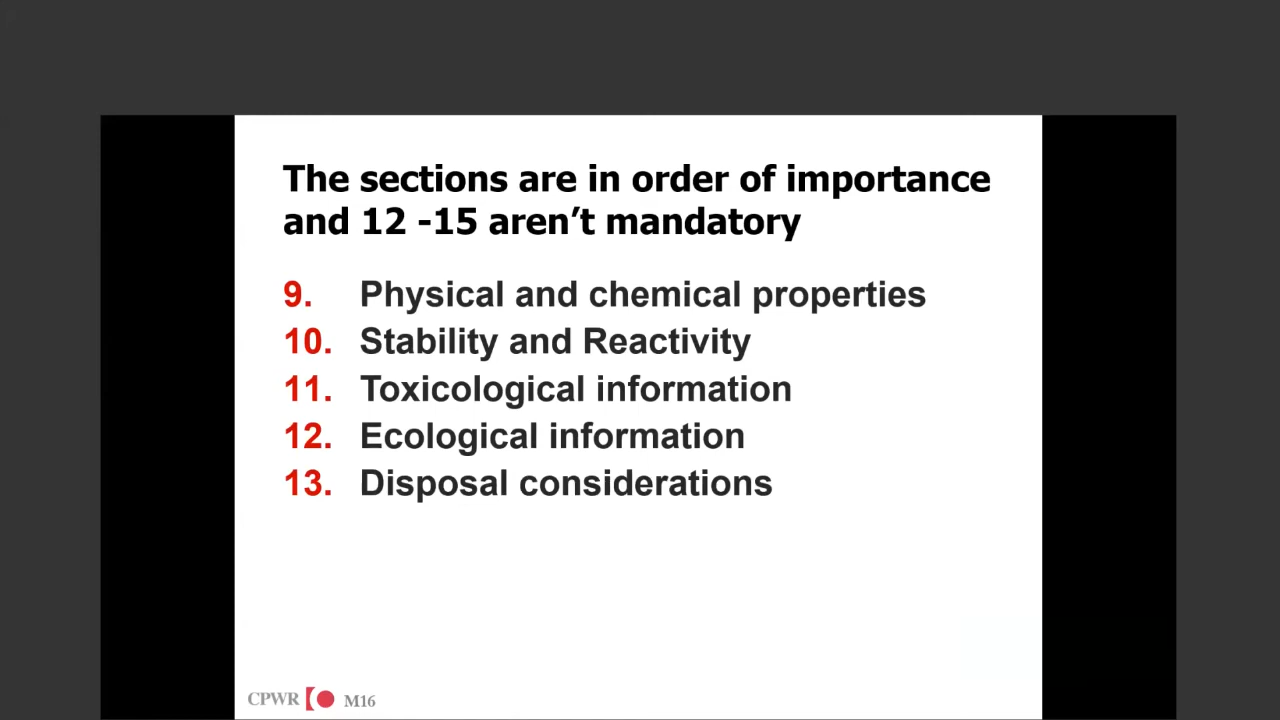 The sections are in order of importance
and 12 -15 aren’t mandatory
9. Physical and chemical properties
10. Stability and Reactivity
11. Toxicological information
12. Ecological information
13. Disposal considerations
CPWR M16